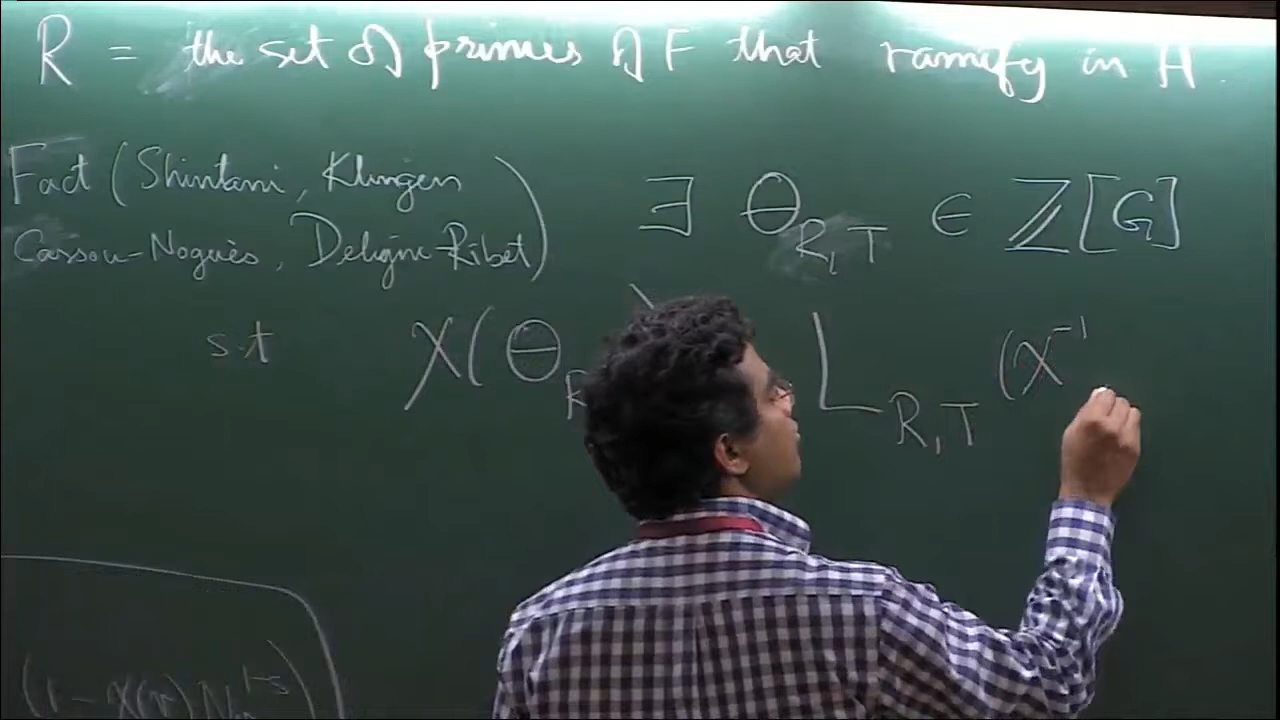 R = the set of primes of F that ramify in H.
Fact (Shintani, Klingen
Cassou-Noguès, Deligne-Ribet)
∃ Θ_{R,T} ∈ ℤ[G]
s.t χ(Θ_R L_{R,T} (χ^{-1}
(1 - χ(v) Nv^{1-s})